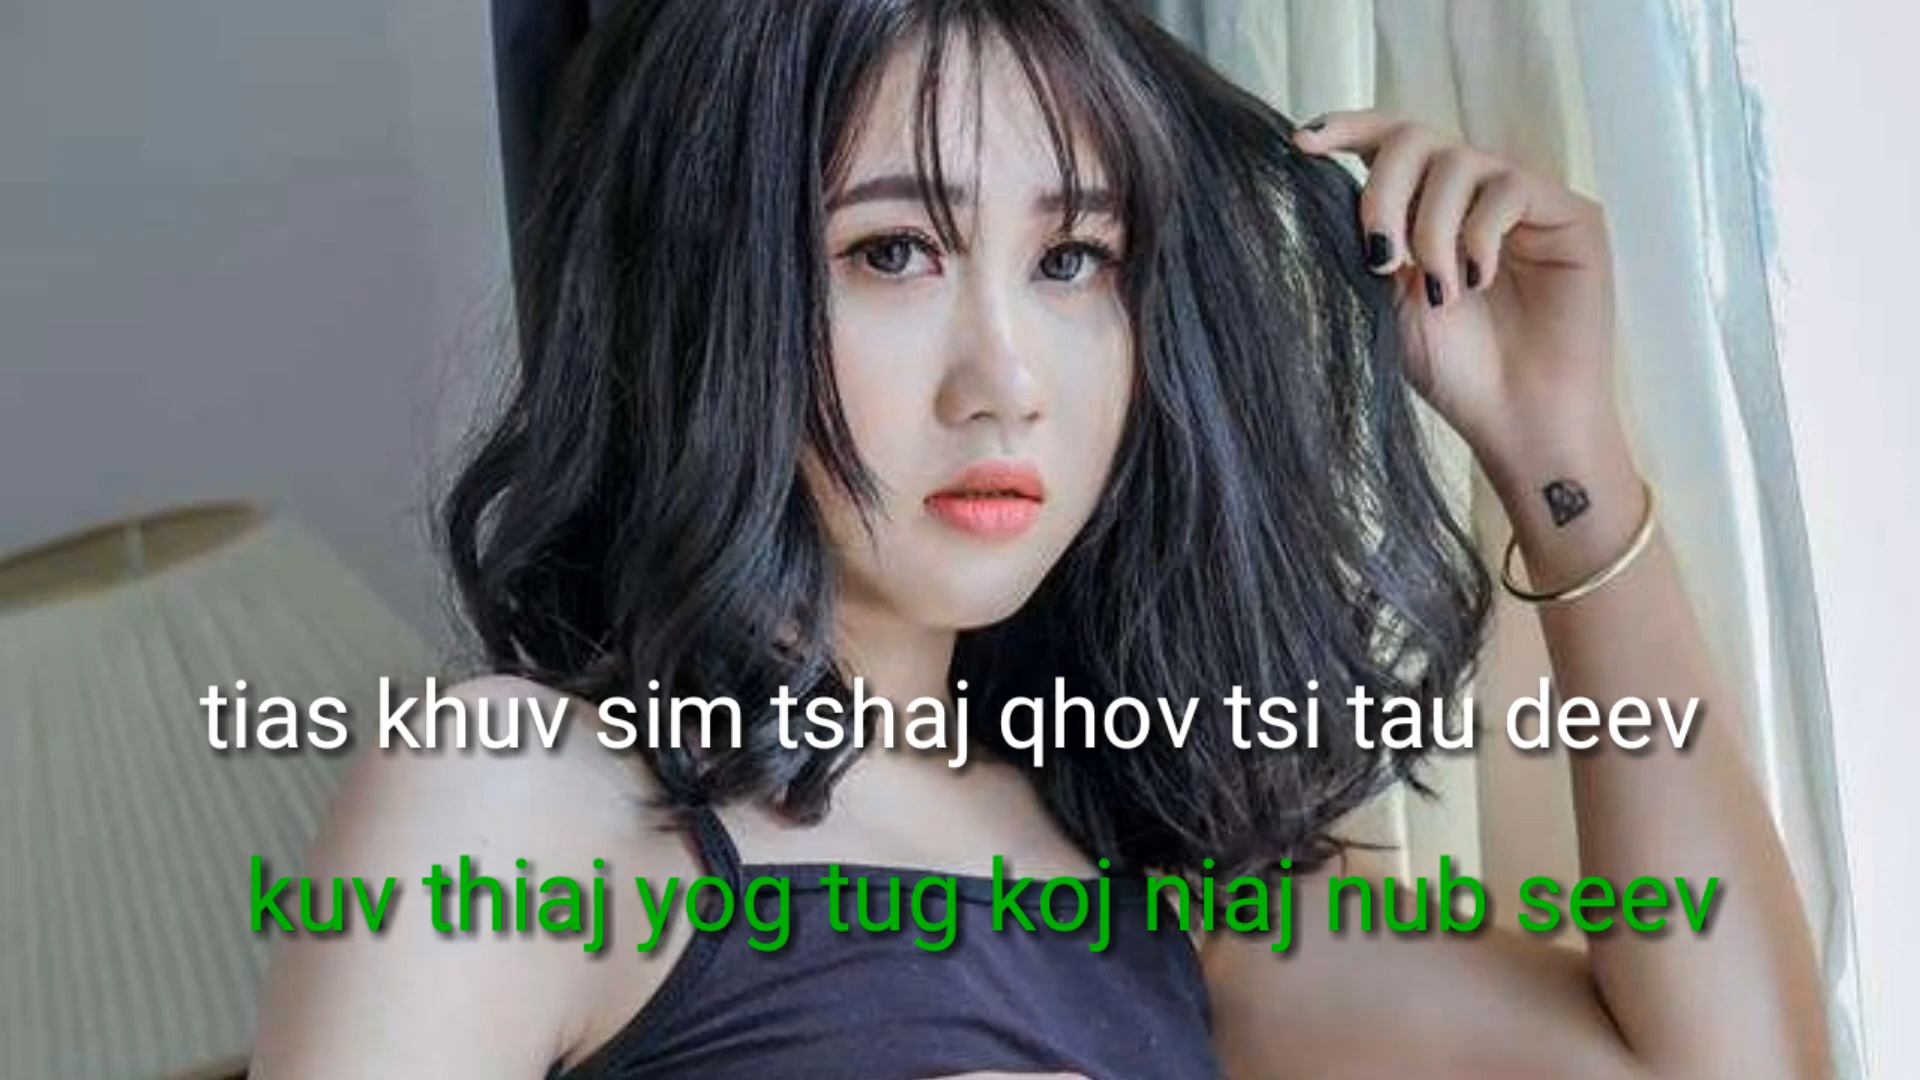 tias khuv sim tshaj qhov tsi tau deev
kuv thiaj yog tug koj niaj nub seev